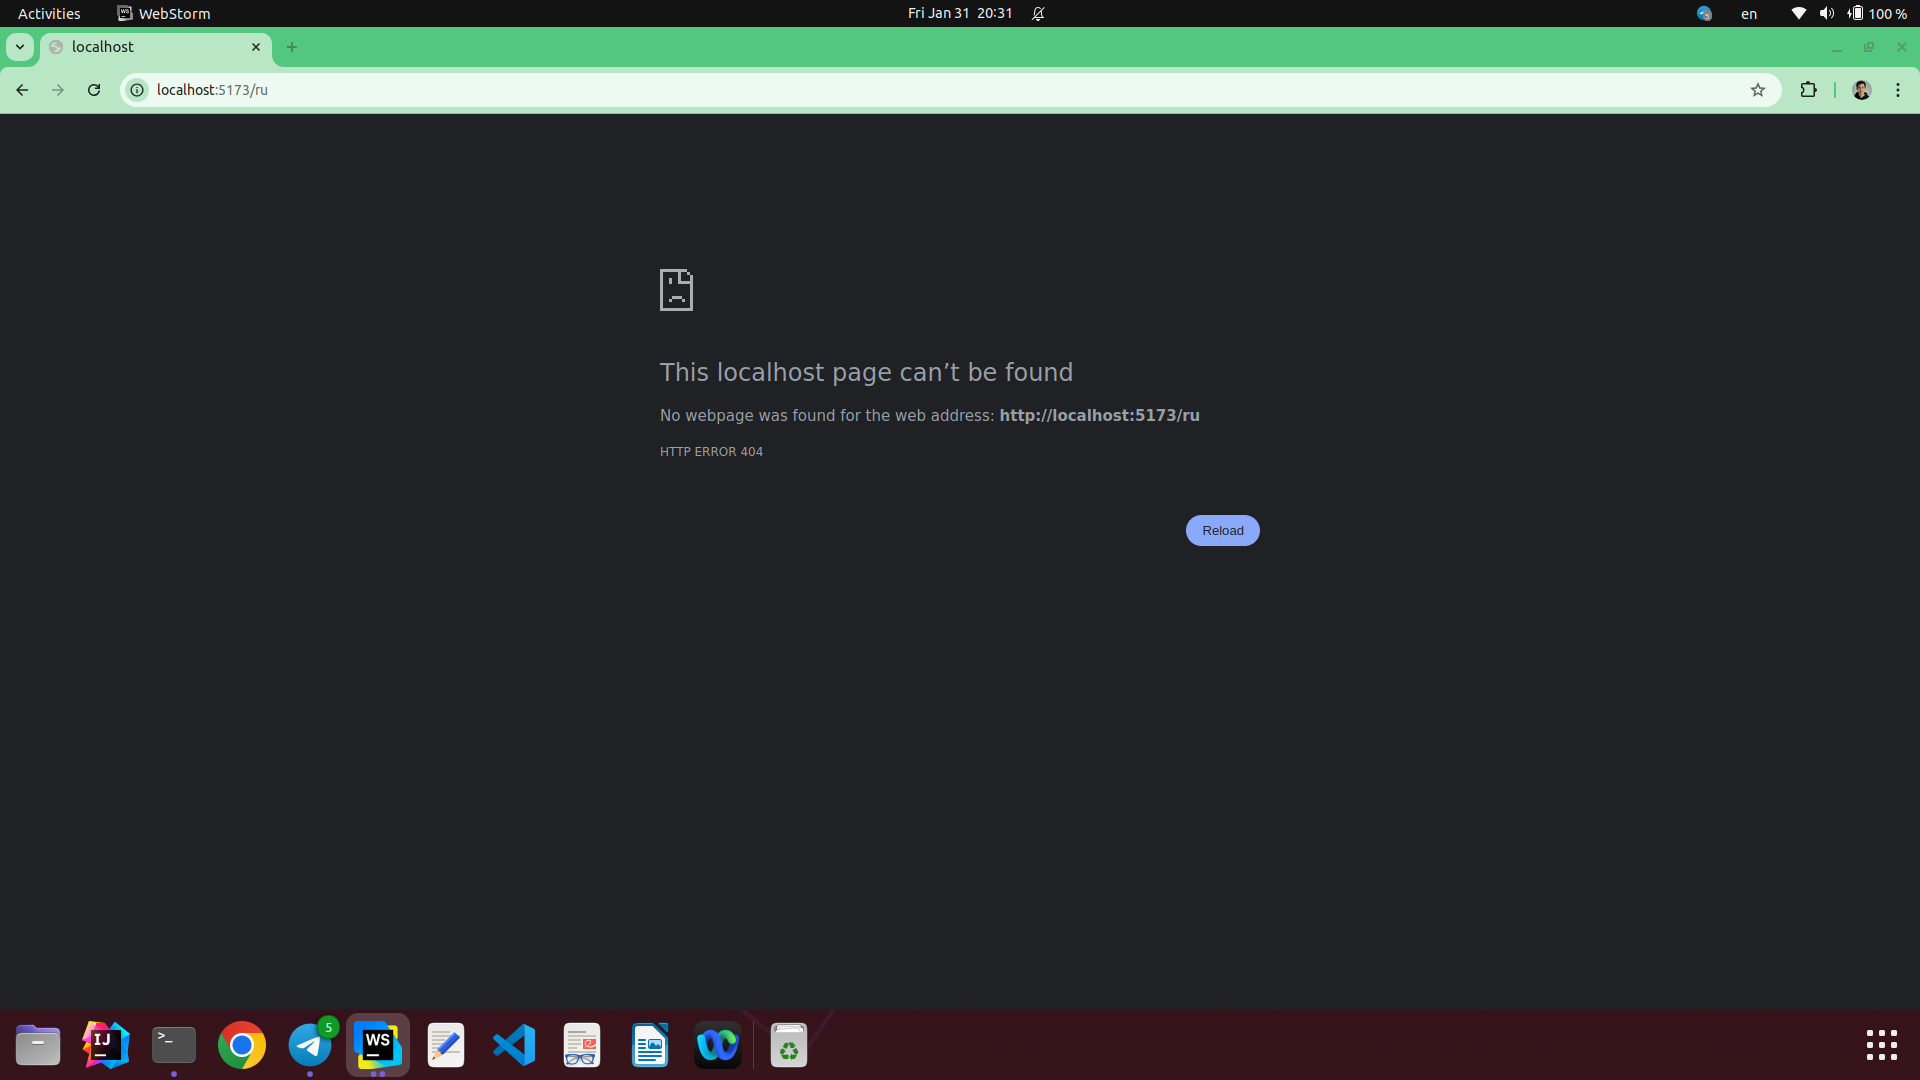 Activities WebStorm Fri Jan 31 20:31 en 100 %
localhost
localhost:5173/ru
This localhost page can’t be found
No webpage was found for the web address: http://localhost:5173/ru
HTTP ERROR 404
Reload
IJ >_ 5 WS